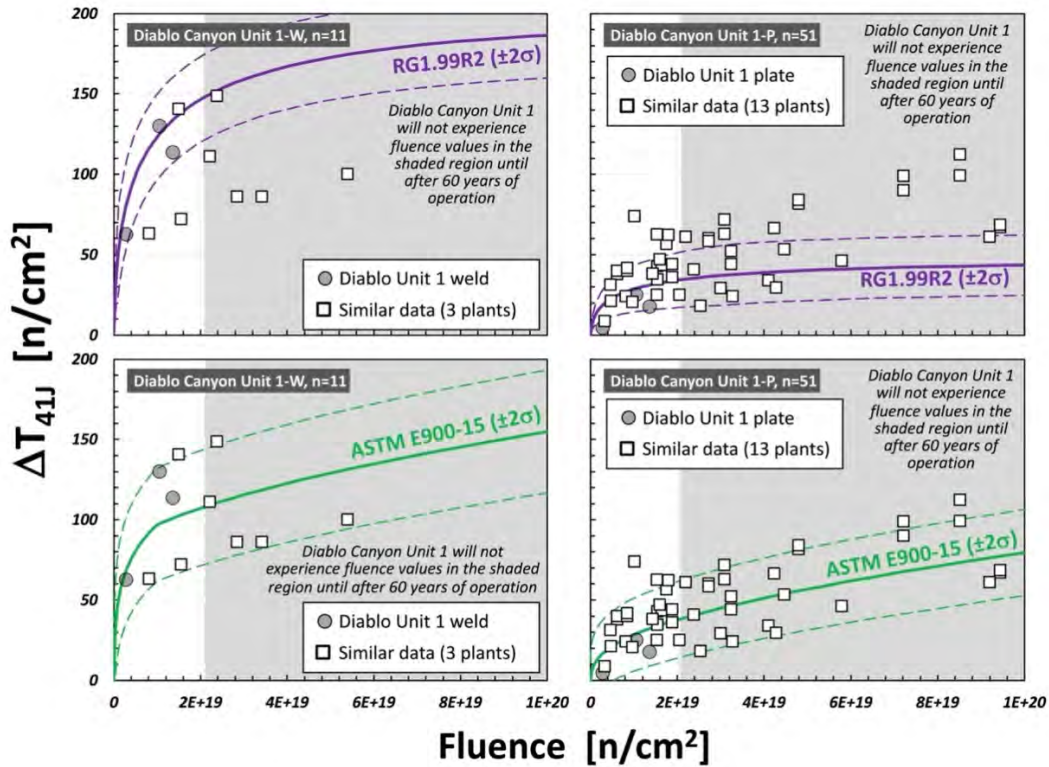 ΔT41J [n/cm²]
Diablo Canyon Unit 1-W, n=11
RG1.99R2 (±2σ)
Diablo Canyon Unit 1
will not experience
fluence values in the
shaded region until
after 60 years of
operation
Diablo Unit 1 weld
Similar data (3 plants)
200
150
100
50
0
Diablo Canyon Unit 1-P, n=51
Diablo Canyon Unit 1
will not experience
fluence values in the
shaded region until
after 60 years of
operation
Diablo Unit 1 plate
Similar data (13 plants)
RG1.99R2 (±2σ)
Diablo Canyon Unit 1-W, n=11
ASTM E900-15 (±2σ)
Diablo Canyon Unit 1 will not
experience fluence values in the shaded
region until after 60 years of operation
Diablo Unit 1 weld
Similar data (3 plants)
200
150
100
50
0
0 2E+19 4E+19 6E+19 8E+19 1E+20
Diablo Canyon Unit 1-P, n=51
Diablo Canyon Unit 1
will not experience
fluence values in the
shaded region until
after 60 years of
operation
Diablo Unit 1 plate
Similar data (13 plants)
ASTM E900-15 (±2σ)
0 2E+19 4E+19 6E+19 8E+19 1E+20
Fluence [n/cm²]